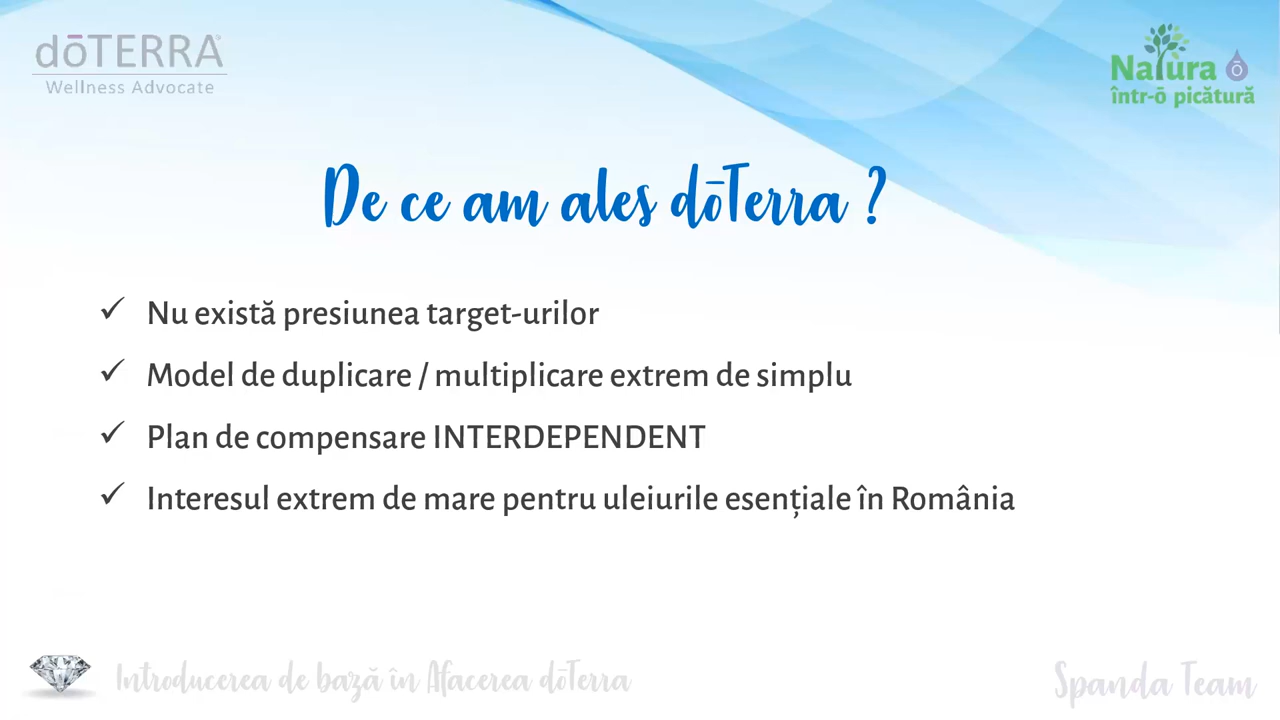 dōTERRA®
Wellness Advocate
Natura ō
într-ō picătură
De ce am ales dōTerra ?
✓ Nu există presiunea target-urilor
✓ Model de duplicare / multiplicare extrem de simplu
✓ Plan de compensare INTERDEPENDENT
✓ Interesul extrem de mare pentru uleiurile esențiale în România
Introducerea de bază în Afacerea dōTerra
Spanda Team